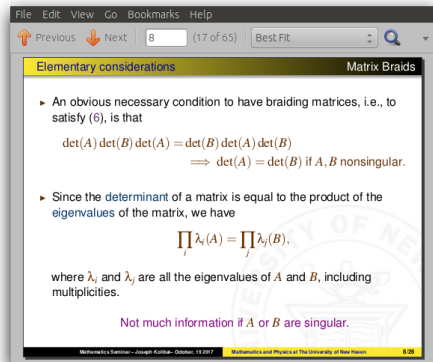 File Edit View Go Bookmarks Help
Previous Next 8 (17 of 65) Best Fit
Elementary considerations Matrix Braids
► An obvious necessary condition to have braiding matrices, i.e., to
satisfy (6), is that
det(A) det(B) det(A) = det(B) det(A) det(B)
⟹ det(A) = det(B) if A, B nonsingular.
► Since the determinant of a matrix is equal to the product of the
eigenvalues of the matrix, we have
∏ᵢ λᵢ(A) = ∏ⱼ λⱼ(B),
where λᵢ and λⱼ are all the eigenvalues of A and B, including
multiplicities.
Not much information if A or B are singular.
Mathematics Seminar – Joseph Kolibal– October, 13 2017 Mathematics and Physics at The University of New Haven 8/26